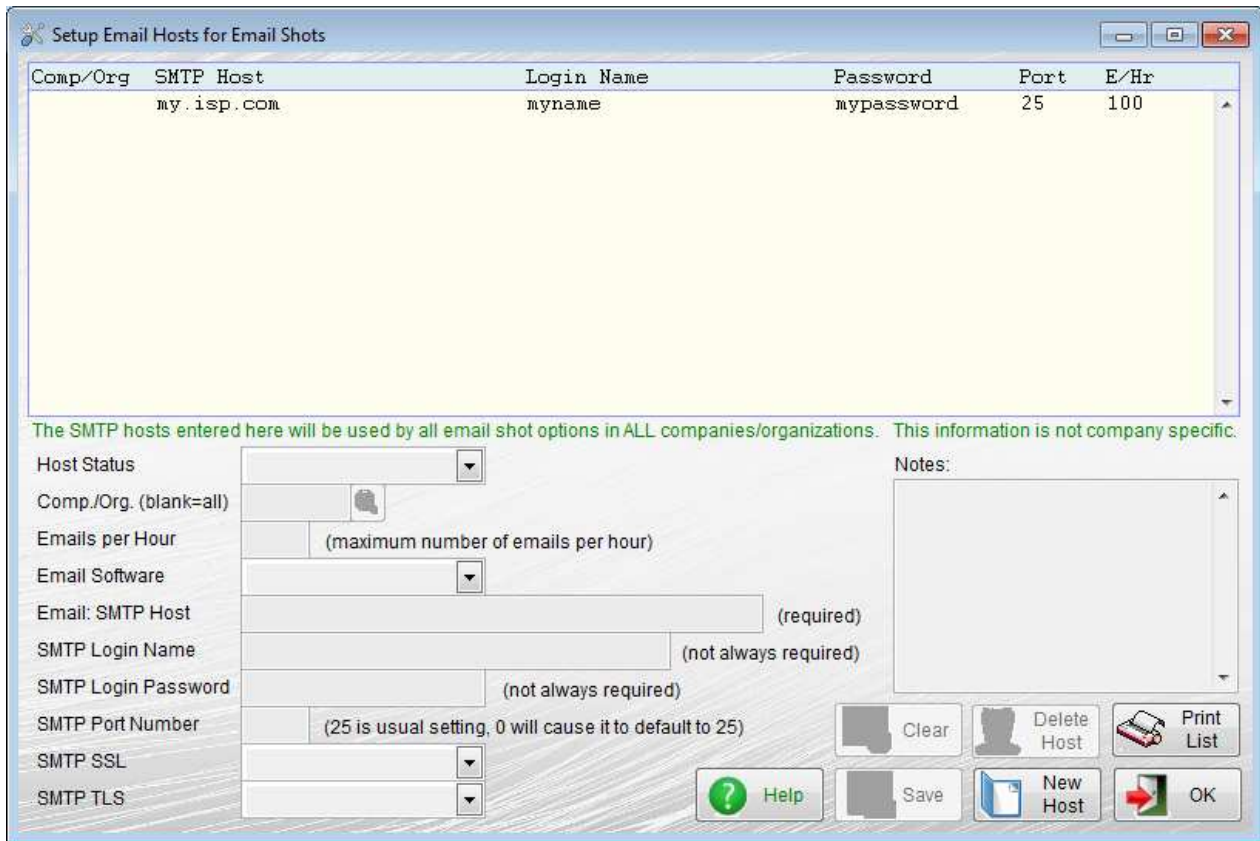 Setup Email Hosts for Email Shots
Comp/Org SMTP Host Login Name Password Port E/Hr
my.isp.com myname mypassword 25 100
The SMTP hosts entered here will be used by all email shot options in ALL companies/organizations. This information is not company specific.
Host Status
Notes:
Comp./Org. (blank=all)
Emails per Hour (maximum number of emails per hour)
Email Software
Email: SMTP Host (required)
SMTP Login Name (not always required)
SMTP Login Password (not always required)
SMTP Port Number (25 is usual setting, 0 will cause it to default to 25)
Clear
Delete
Host
Print
List
SMTP SSL
SMTP TLS
Help
Save
New
Host
OK